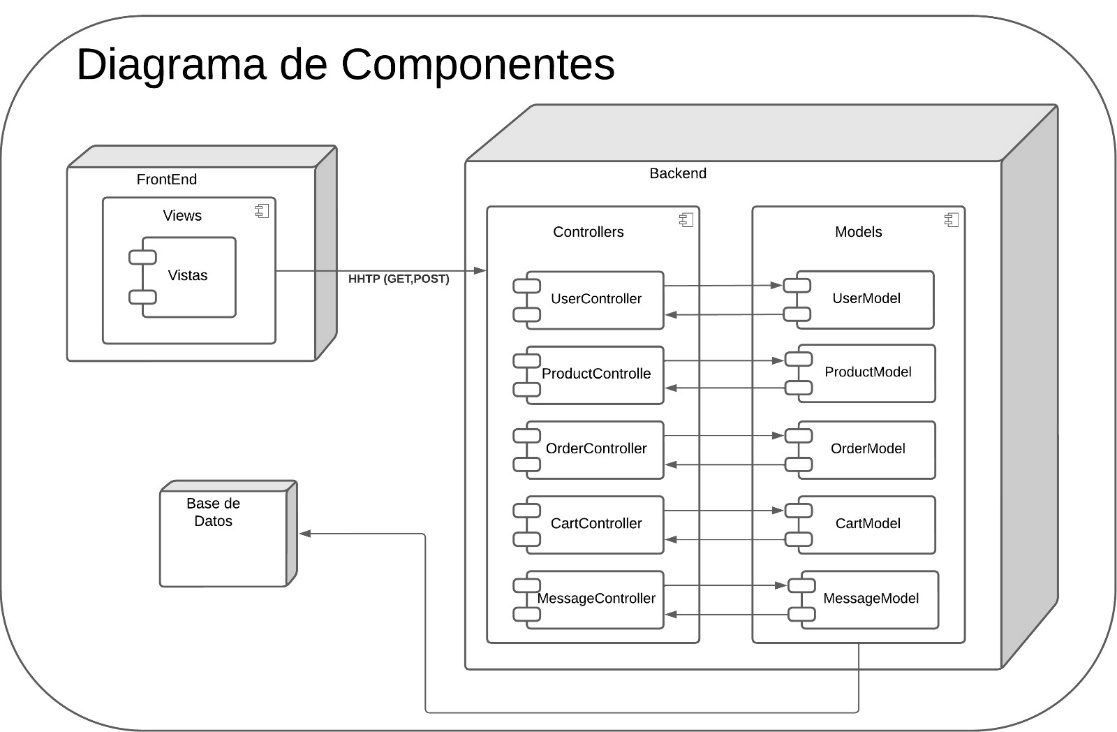 Diagrama de Componentes
FrontEnd
Views
Vistas
HHTP (GET,POST)
Backend
Controllers
UserController
ProductControlle
OrderController
CartController
MessageController
Models
UserModel
ProductModel
OrderModel
CartModel
MessageModel
Base de
Datos